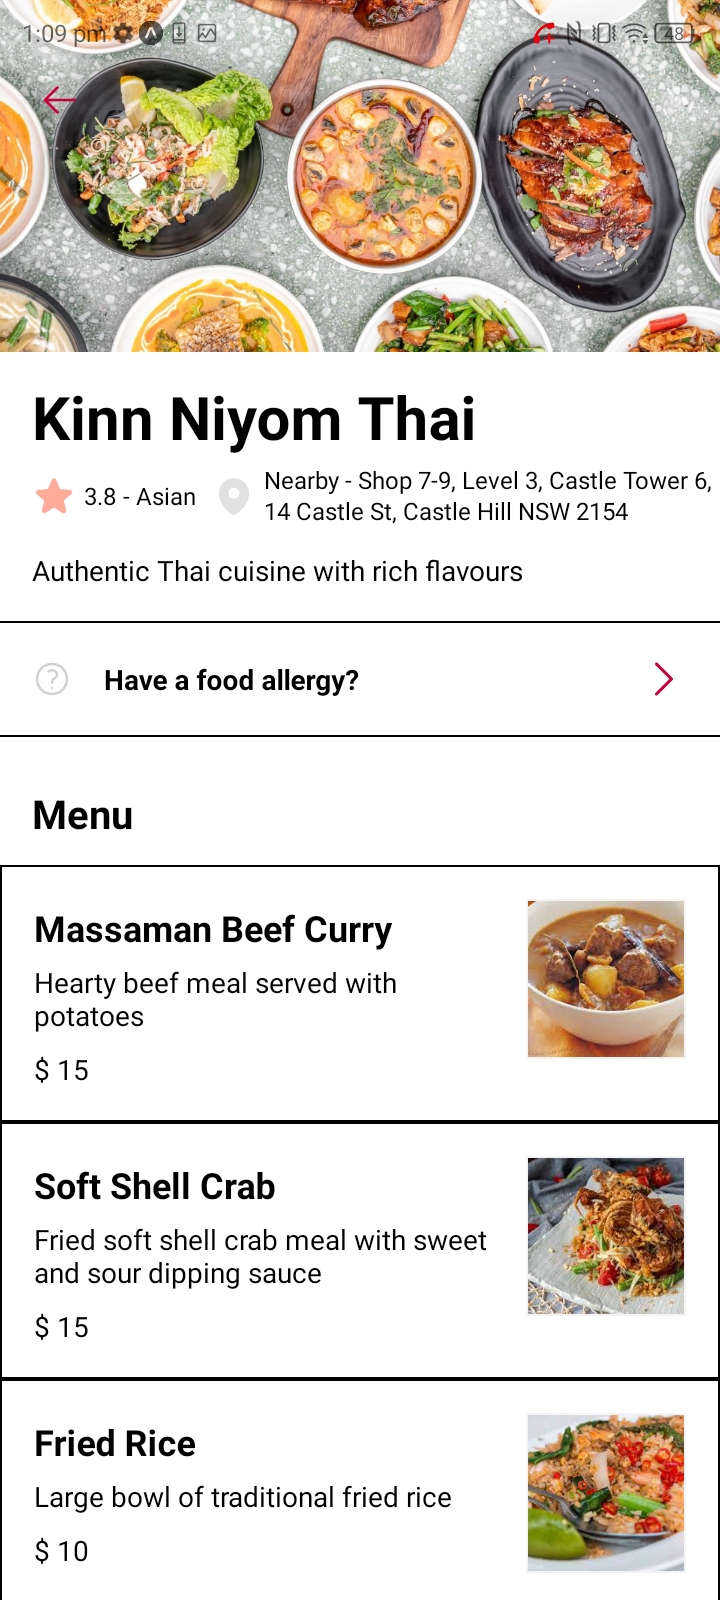 1:09 pm 48
Kinn Niyom Thai
3.8 - Asian
Nearby - Shop 7-9, Level 3, Castle Tower 6,
14 Castle St, Castle Hill NSW 2154
Authentic Thai cuisine with rich flavours
Have a food allergy?
Menu
Massaman Beef Curry
Hearty beef meal served with
potatoes
$ 15
Soft Shell Crab
Fried soft shell crab meal with sweet
and sour dipping sauce
$ 15
Fried Rice
Large bowl of traditional fried rice
$ 10